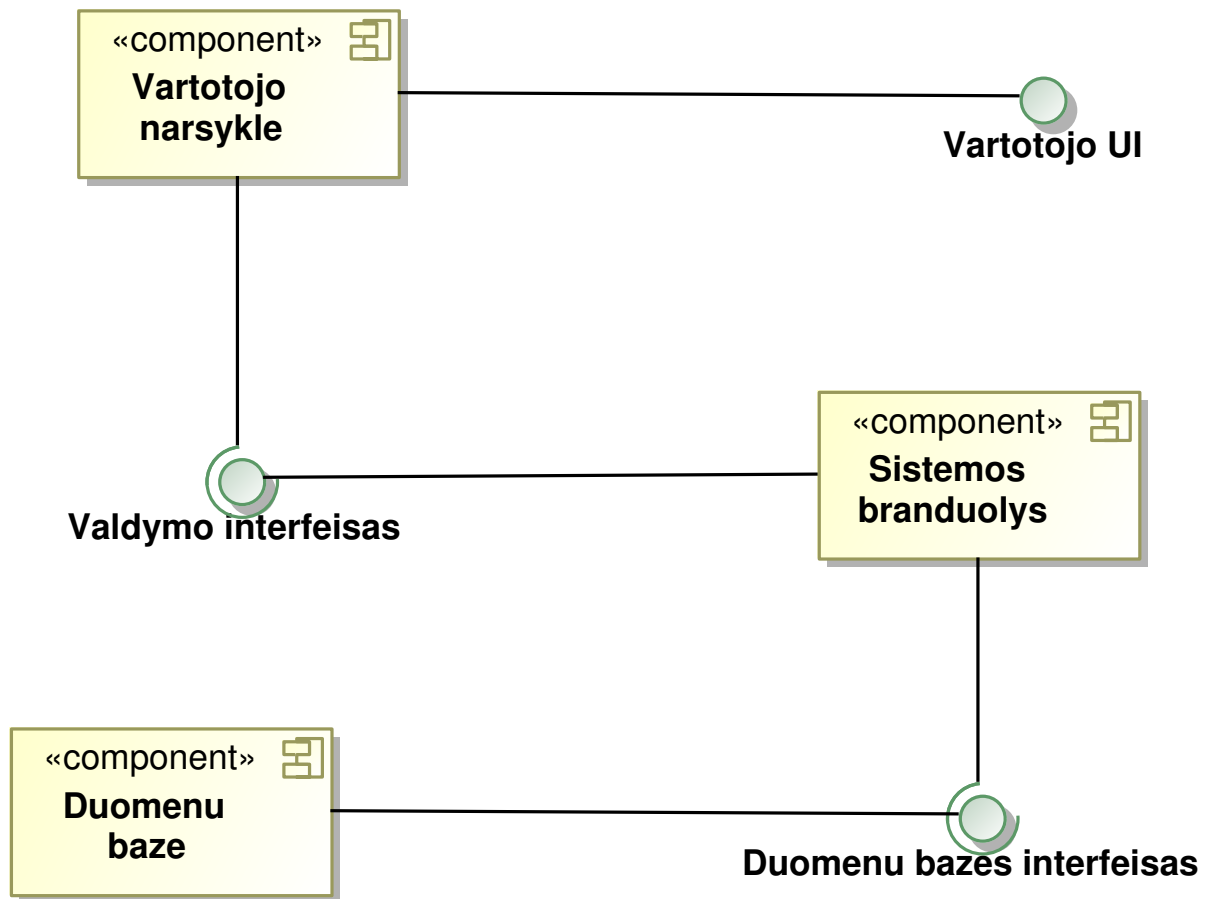 «component»
Vartotojo
narsykle
Vartotojo UI
«component»
Sistemos
branduolys
Valdymo interfeisas
«component»
Duomenu
baze
Duomenu bazes interfeisas